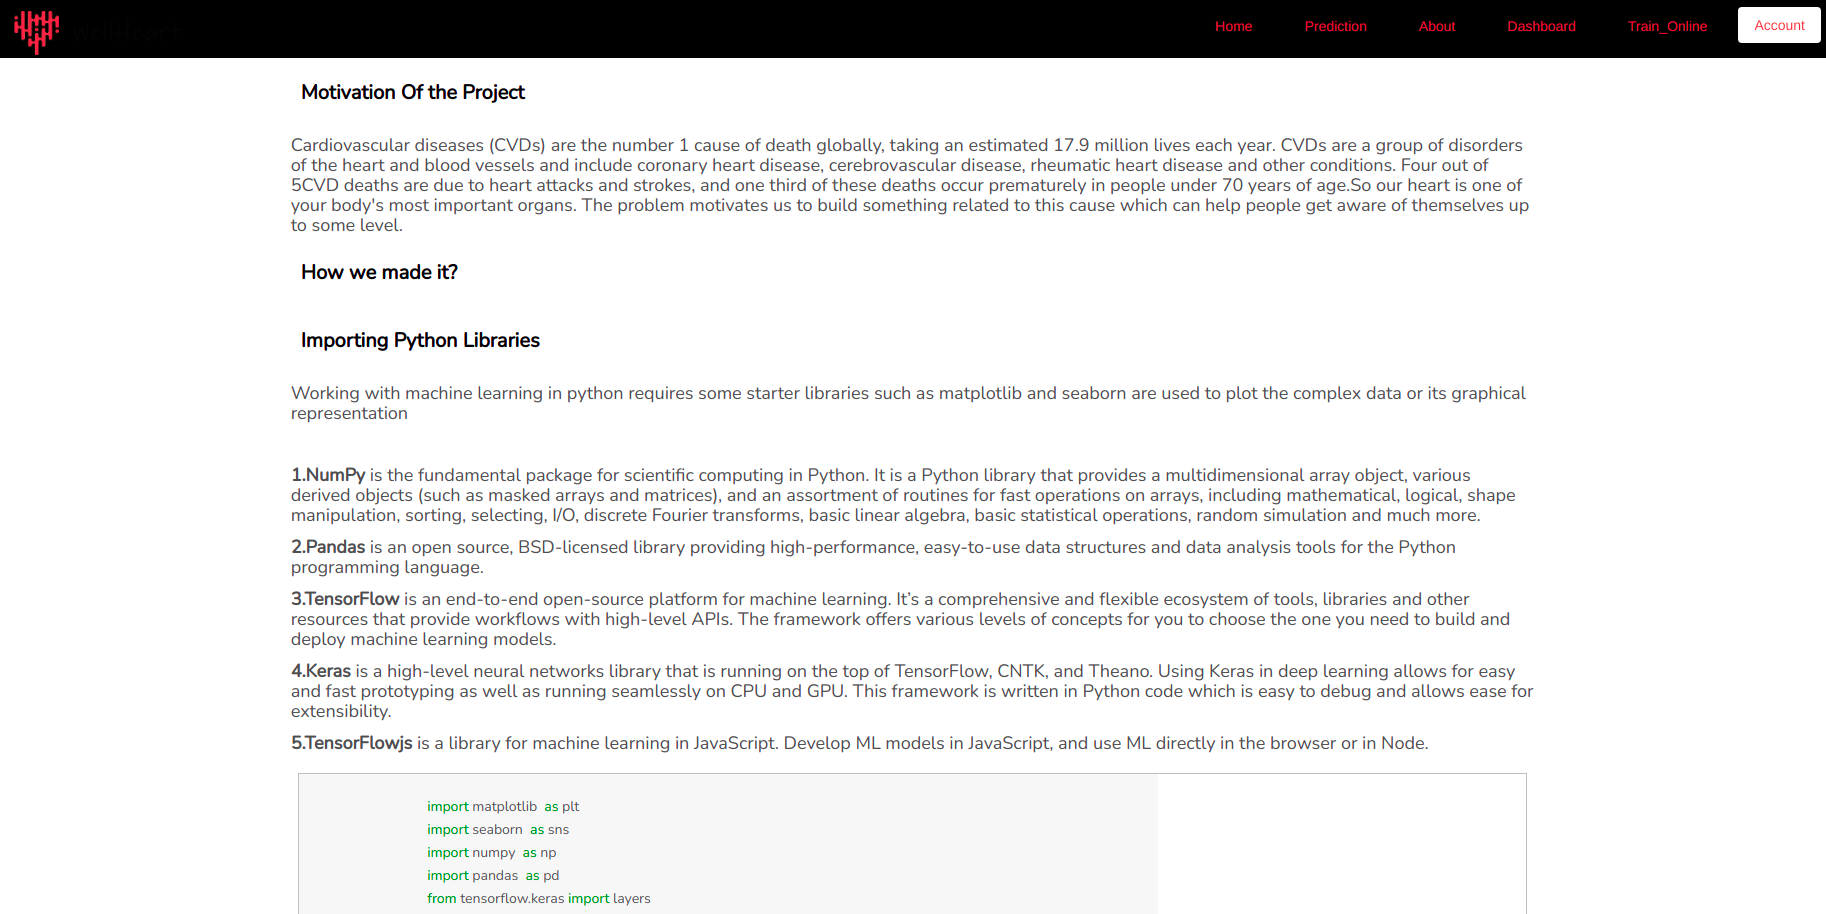 Home Prediction About Dashboard Train_Online Account
Motivation Of the Project
Cardiovascular diseases (CVDs) are the number 1 cause of death globally, taking an estimated 17.9 million lives each year. CVDs are a group of disorders
of the heart and blood vessels and include coronary heart disease, cerebrovascular disease, rheumatic heart disease and other conditions. Four out of
5CVD deaths are due to heart attacks and strokes, and one third of these deaths occur prematurely in people under 70 years of age.So our heart is one of
your body's most important organs. The problem motivates us to build something related to this cause which can help people get aware of themselves up
to some level.
How we made it?
Importing Python Libraries
Working with machine learning in python requires some starter libraries such as matplotlib and seaborn are used to plot the complex data or its graphical
representation
1.NumPy is the fundamental package for scientific computing in Python. It is a Python library that provides a multidimensional array object, various
derived objects (such as masked arrays and matrices), and an assortment of routines for fast operations on arrays, including mathematical, logical, shape
manipulation, sorting, selecting, I/O, discrete Fourier transforms, basic linear algebra, basic statistical operations, random simulation and much more.
2.Pandas is an open source, BSD-licensed library providing high-performance, easy-to-use data structures and data analysis tools for the Python
programming language.
3.TensorFlow is an end-to-end open-source platform for machine learning. It’s a comprehensive and flexible ecosystem of tools, libraries and other
resources that provide workflows with high-level APIs. The framework offers various levels of concepts for you to choose the one you need to build and
deploy machine learning models.
4.Keras is a high-level neural networks library that is running on the top of TensorFlow, CNTK, and Theano. Using Keras in deep learning allows for easy
and fast prototyping as well as running seamlessly on CPU and GPU. This framework is written in Python code which is easy to debug and allows ease for
extensibility.
5.TensorFlowjs is a library for machine learning in JavaScript. Develop ML models in JavaScript, and use ML directly in the browser or in Node.
import matplotlib as plt
import seaborn as sns
import numpy as np
import pandas as pd
from tensorflow.keras import layers